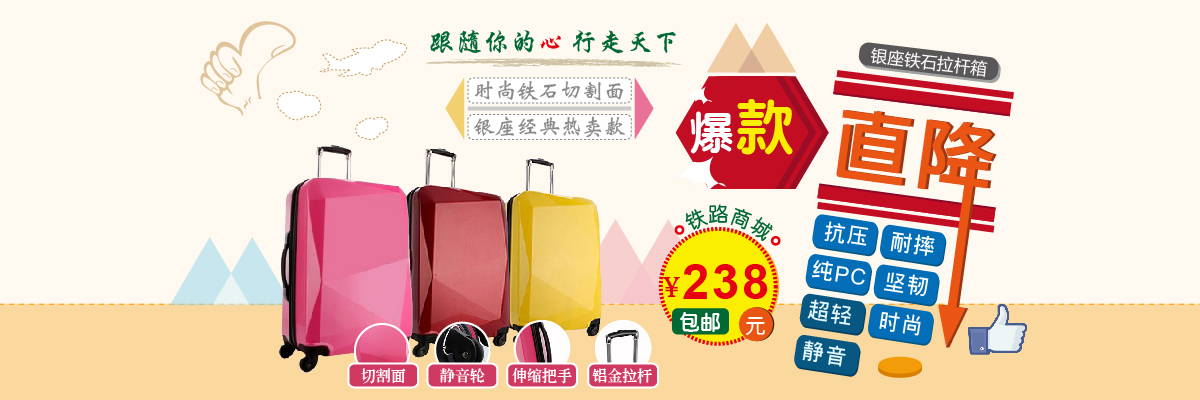 跟随你的心 行走天下
时尚铁石切割面
银座经典热卖款
爆款
银座铁石拉杆箱
直降
铁路商城
¥238
包邮 元
抗压 耐摔
纯PC 坚韧
超轻 时尚
静音
切割面 静音轮 伸缩把手 铝金拉杆